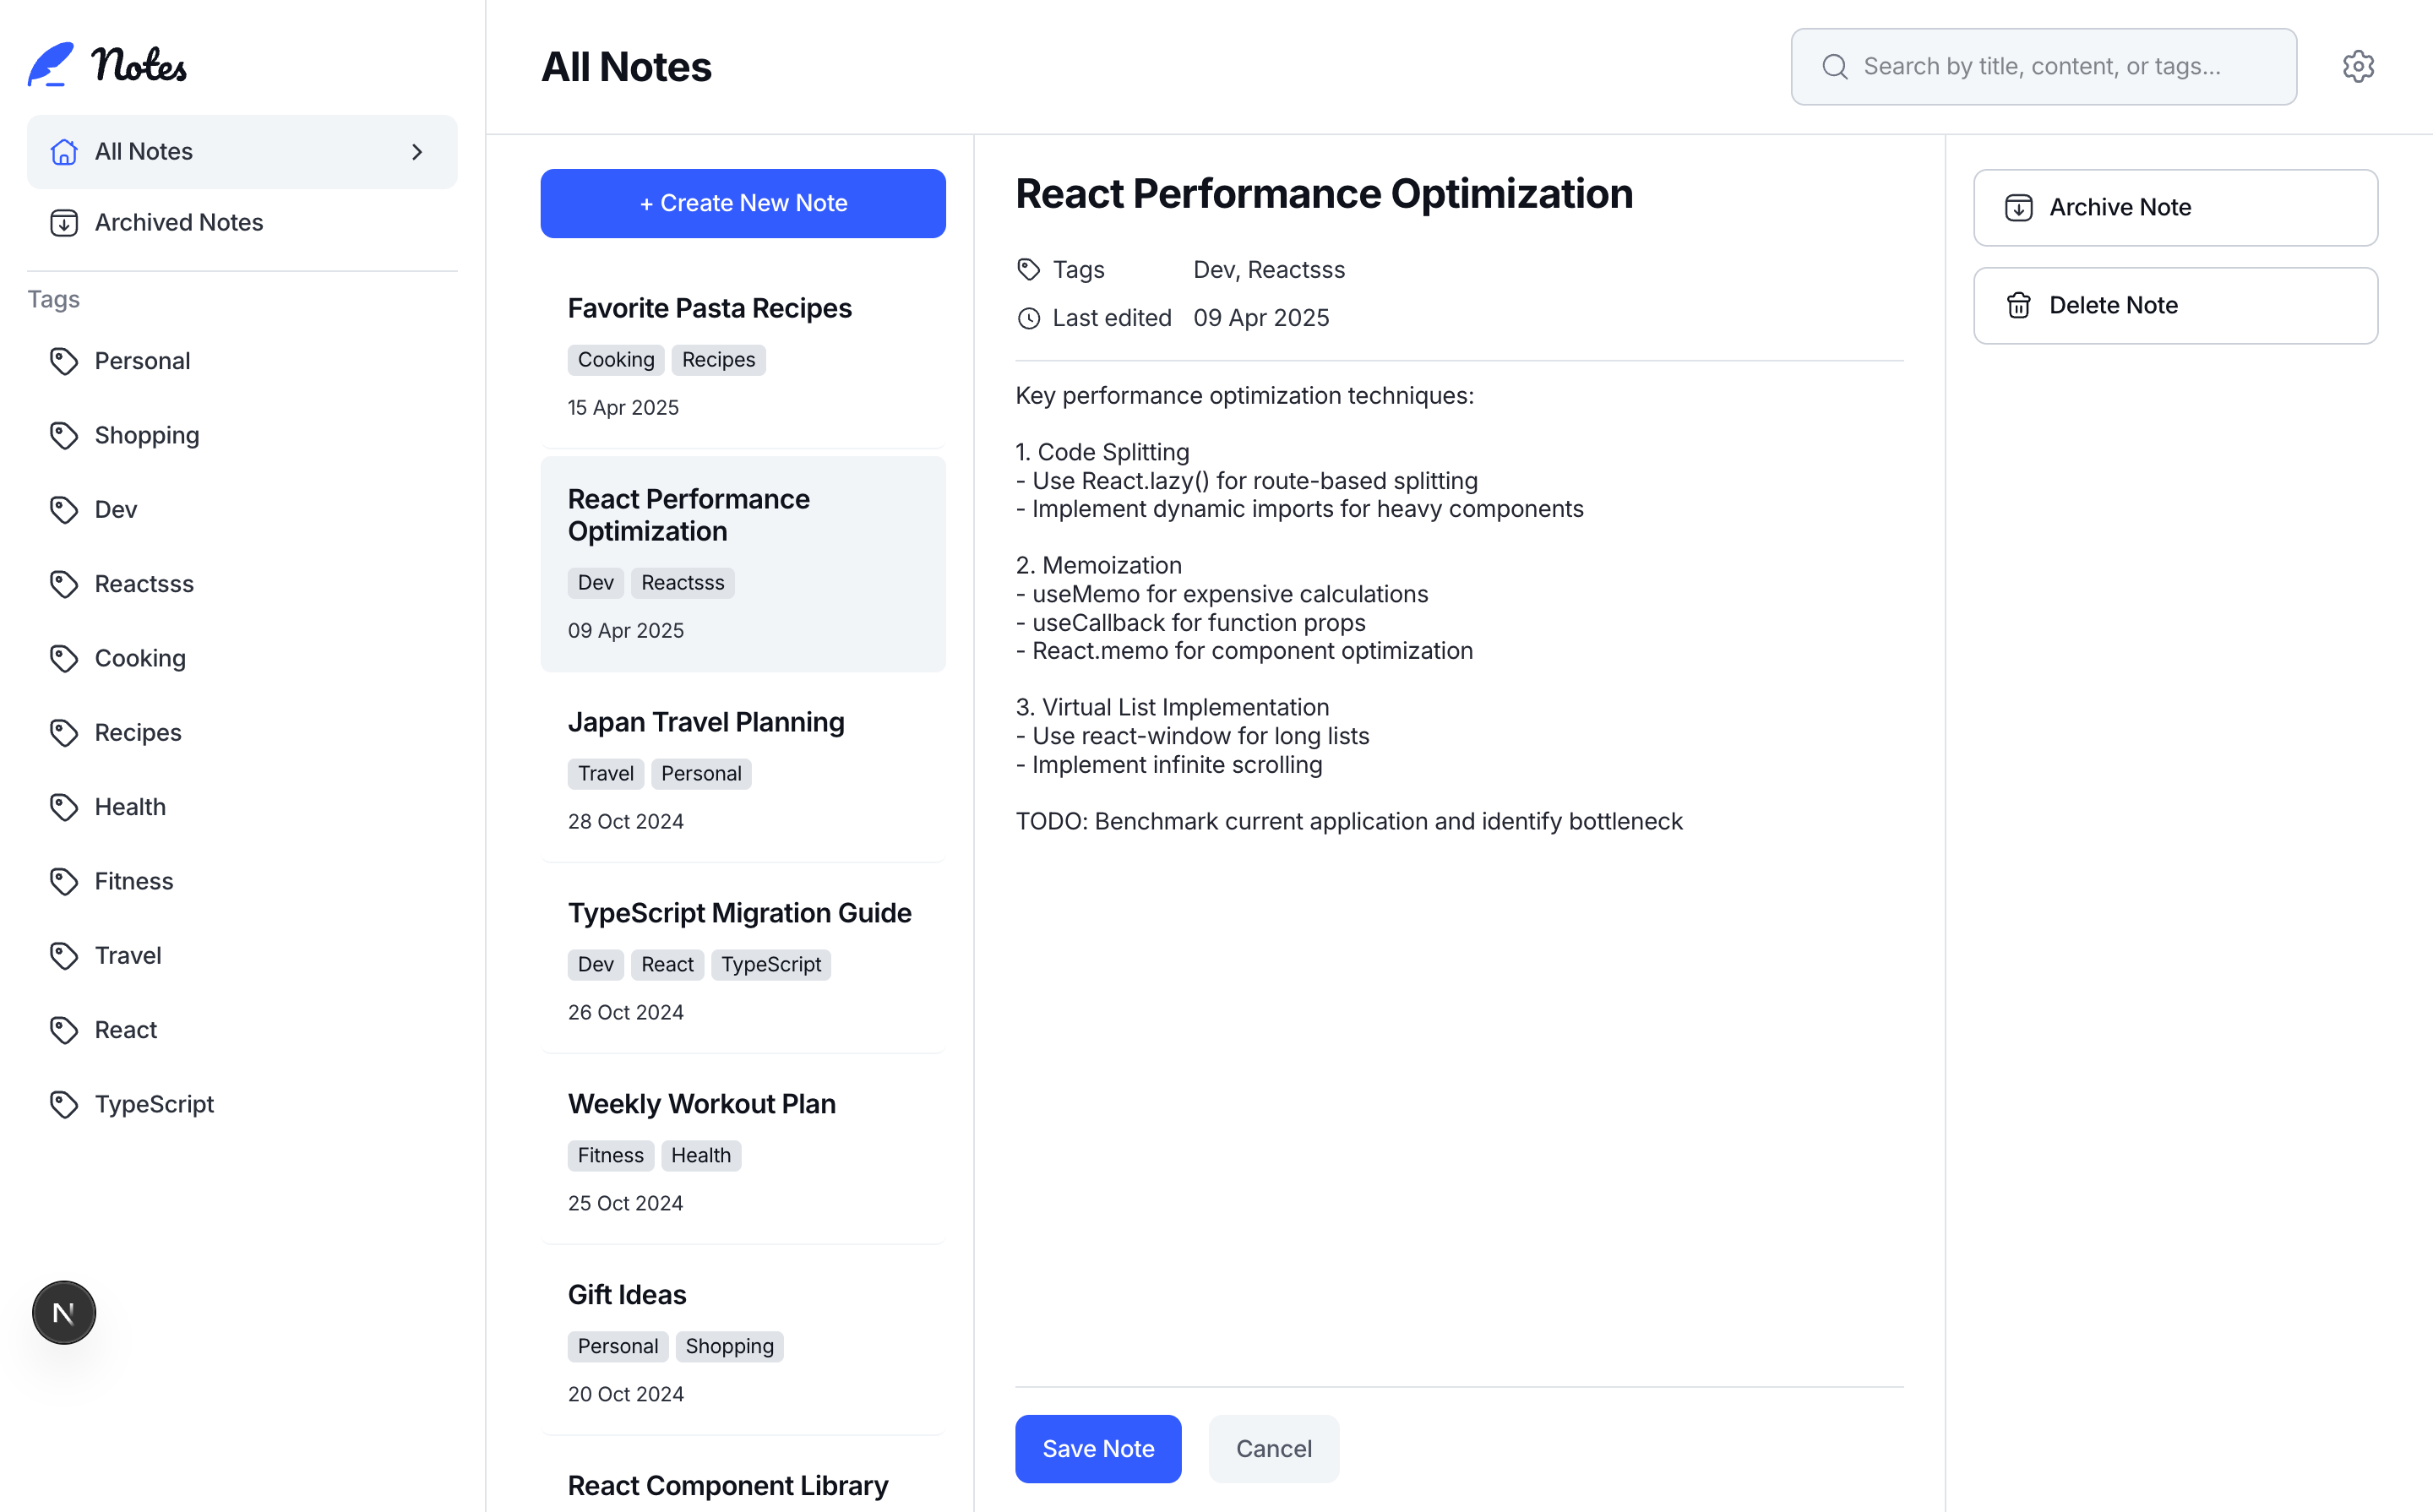 Notes
All Notes
Archived Notes
Tags
Personal
Shopping
Dev
Reactsss
Cooking
Recipes
Health
Fitness
Travel
React
TypeScript
N
All Notes
Search by title, content, or tags...
+ Create New Note
Favorite Pasta Recipes
Cooking Recipes
15 Apr 2025
React Performance
Optimization
Dev Reactsss
09 Apr 2025
Japan Travel Planning
Travel Personal
28 Oct 2024
TypeScript Migration Guide
Dev React TypeScript
26 Oct 2024
Weekly Workout Plan
Fitness Health
25 Oct 2024
Gift Ideas
Personal Shopping
20 Oct 2024
React Component Library
React Performance Optimization
Tags Dev, Reactsss
Last edited 09 Apr 2025
Key performance optimization techniques:
1. Code Splitting
- Use React.lazy() for route-based splitting
- Implement dynamic imports for heavy components
2. Memoization
- useMemo for expensive calculations
- useCallback for function props
- React.memo for component optimization
3. Virtual List Implementation
- Use react-window for long lists
- Implement infinite scrolling
TODO: Benchmark current application and identify bottleneck
Save Note Cancel
Archive Note
Delete Note